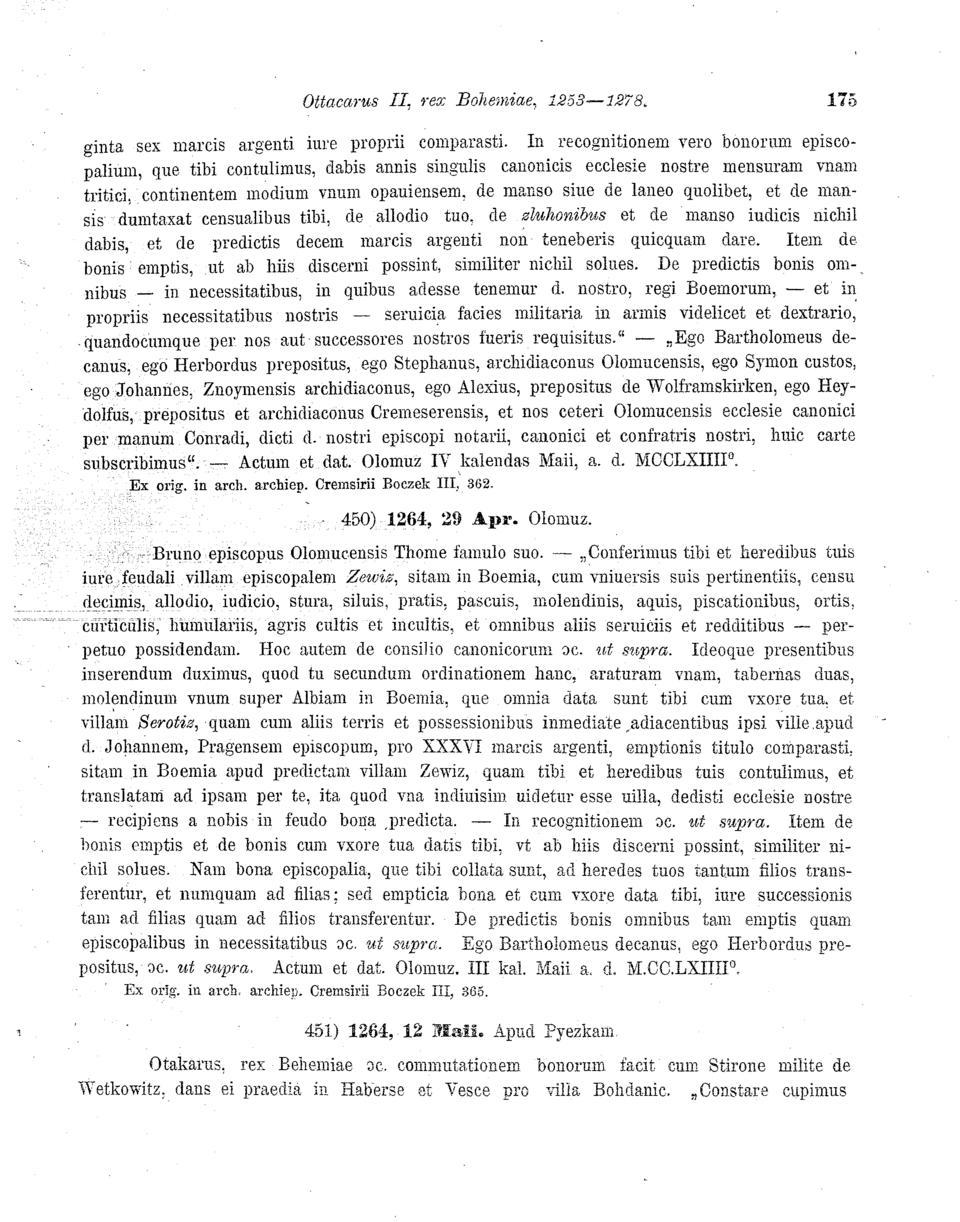 Ottacarus II, rex Bohemiae, 1253—1278. 175
ginta sex marcis argenti iure proprii comparasti. In recognitionem vero bonorum episco-
palium, que tibi contulimus, dabis annis singulis canonicis ecclesie nostre mensuram vnam
tritici, continentem modium vnum opauiensem, de manso siue de laneo quolibet, et de man-
sis dumtaxat censualibus tibi, de allodio tuo, de zluhonibus et de manso iudicis nichil
dabis, et de predictis decem marcis argenti non teneberis quicquam dare. Item de
bonis emptis, ut ab hiis discerni possint, similiter nichil solues. De predictis bonis om-
nibus — in necessitatibus, in quibus adesse tenemur d. nostro, regi Boemorum, — et in
propriis necessitatibus nostris — seruicia facies militaria in armis videlicet et dextrario,
quandocumque per nos aut successores nostros fueris requisitus.“ — „Ego Bartholomeus de-
canus, ego Herbordus prepositus, ego Stephanus, archidiaconus Olomucensis, ego Symon custos,
ego Johannes, Znoymensis archidiaconus, ego Alexius, prepositus de Wolframskirken, ego Hey-
dolfus, prepositus et archidiaconus Cremeserensis, et nos ceteri Olomucensis ecclesie canonici
per manum Conradi, dicti d. nostri episcopi notarii, canonici et confratris nostri, huic carte
subscribimus“. — Actum et dat. Olomuz IV kalendas Maii, a. d. MCCLXIIII⁰.
Ex orig. in arch. archiep. Cremsirii Boczek III, 362.
450) 1264, 29 Apr. Olomuz.
Bruno episcopus Olomucensis Thome famulo suo. — „Conferimus tibi et heredibus tuis
iure feudali villam episcopalem Zewiz, sitam in Boemia, cum vniuersis suis pertinentiis, censu
decimis, allodio, iudicio, stura, siluis, pratis, pascuis, molendinis, aquis, piscationibus, ortis,
curticulis, humulariis, agris cultis et incultis, et omnibus aliis seruiciis et redditibus — per-
petuo possidendam. Hoc autem de consilio canonicorum ɔc. ut supra. Ideoque presentibus
inserendum duximus, quod tu secundum ordinationem hanc, araturam vnam, tabernas duas,
molendinum vnum super Albiam in Boemia, que omnia data sunt tibi cum vxore tua, et
villam Serotiz, quam cum aliis terris et possessionibus inmediate adiacentibus ipsi ville apud
d. Johannem, Pragensem episcopum, pro XXXVI marcis argenti, emptionis titulo comparasti,
sitam in Boemia apud predictam villam Zewiz, quam tibi et heredibus tuis contulimus, et
translatam ad ipsam per te, ita quod vna indiuisim uidetur esse uilla, dedisti ecclesie nostre
— recipiens a nobis in feudo bona predicta. — In recognitionem ɔc. ut supra. Item de
bonis emptis et de bonis cum vxore tua datis tibi, vt ab hiis discerni possint, similiter ni-
chil solues. Nam bona episcopalia, que tibi collata sunt, ad heredes tuos tantum filios trans-
ferentur, et numquam ad filias; sed empticia bona et cum vxore data tibi, iure successionis
tam ad filias quam ad filios transferentur. De predictis bonis omnibus tam emptis quam
episcopalibus in necessitatibus ɔc. ut supra. Ego Bartholomeus decanus, ego Herbordus pre-
positus, ɔc. ut supra. Actum et dat. Olomuz. III kal. Maii a. d. M.CC.LXIIII⁰.
Ex orig. in arch. archiep. Cremsirii Boczek III, 365.
451) 1264, 12 Maii. Apud Pyezkam.
Otakarus, rex Behemiae ɔc. commutationem bonorum facit cum Stirone milite de
Wetkowitz, dans ei praedia in Haberse et Vesce pro villa Bohdanic. „Constare cupimus